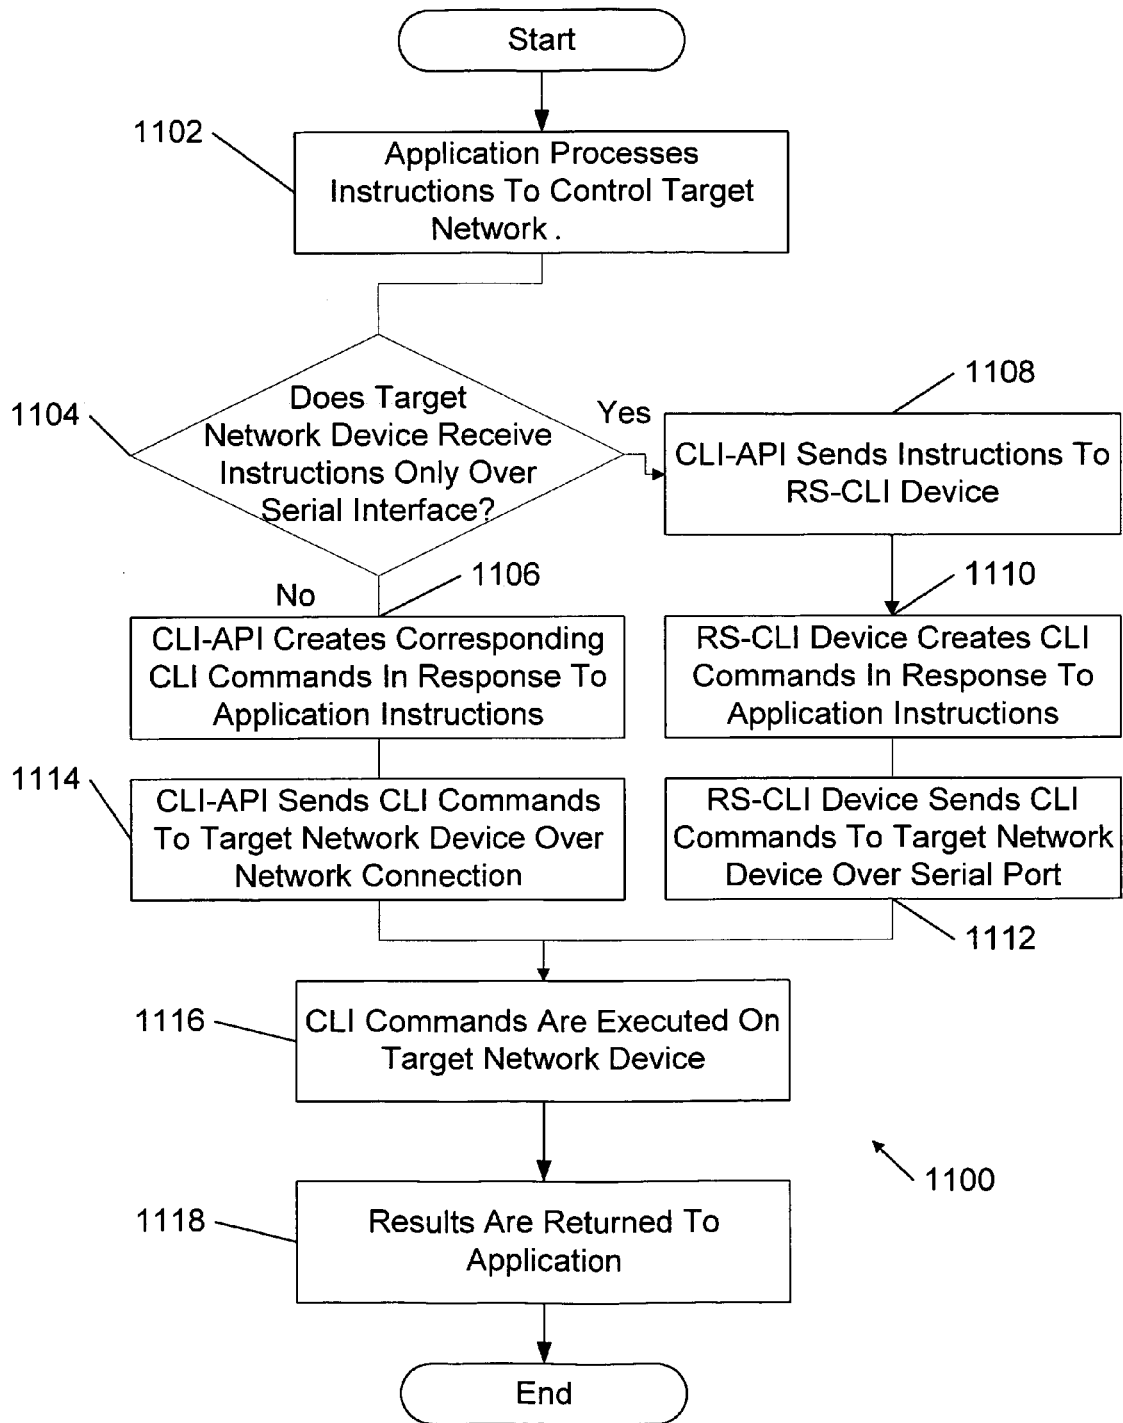 Start
1102
Application Processes
Instructions To Control Target
Network.
1104
Does Target
Network Device Receive
Instructions Only Over
Serial Interface?
Yes
1108
CLI-API Sends Instructions To
RS-CLI Device
No
1106
CLI-API Creates Corresponding
CLI Commands In Response To
Application Instructions
1110
RS-CLI Device Creates CLI
Commands In Response To
Application Instructions
1114
CLI-API Sends CLI Commands
To Target Network Device Over
Network Connection
RS-CLI Device Sends CLI
Commands To Target Network
Device Over Serial Port
1112
1116
CLI Commands Are Executed On
Target Network Device
1100
1118
Results Are Returned To
Application
End